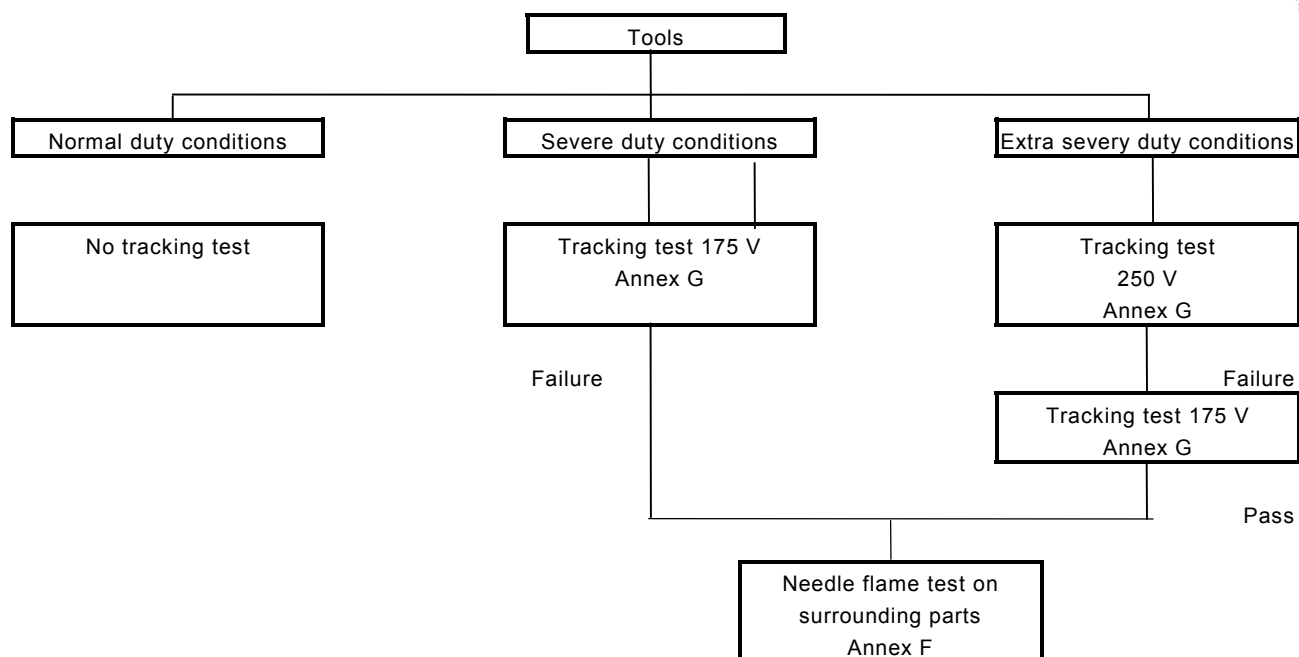 Tools
Normal duty conditions
Severe duty conditions
Extra severy duty conditions
No tracking test
Tracking test 175 V
Annex G
Tracking test
250 V
Annex G
Failure
Failure
Tracking test 175 V
Annex G
Pass
Needle flame test on
surrounding parts
Annex F